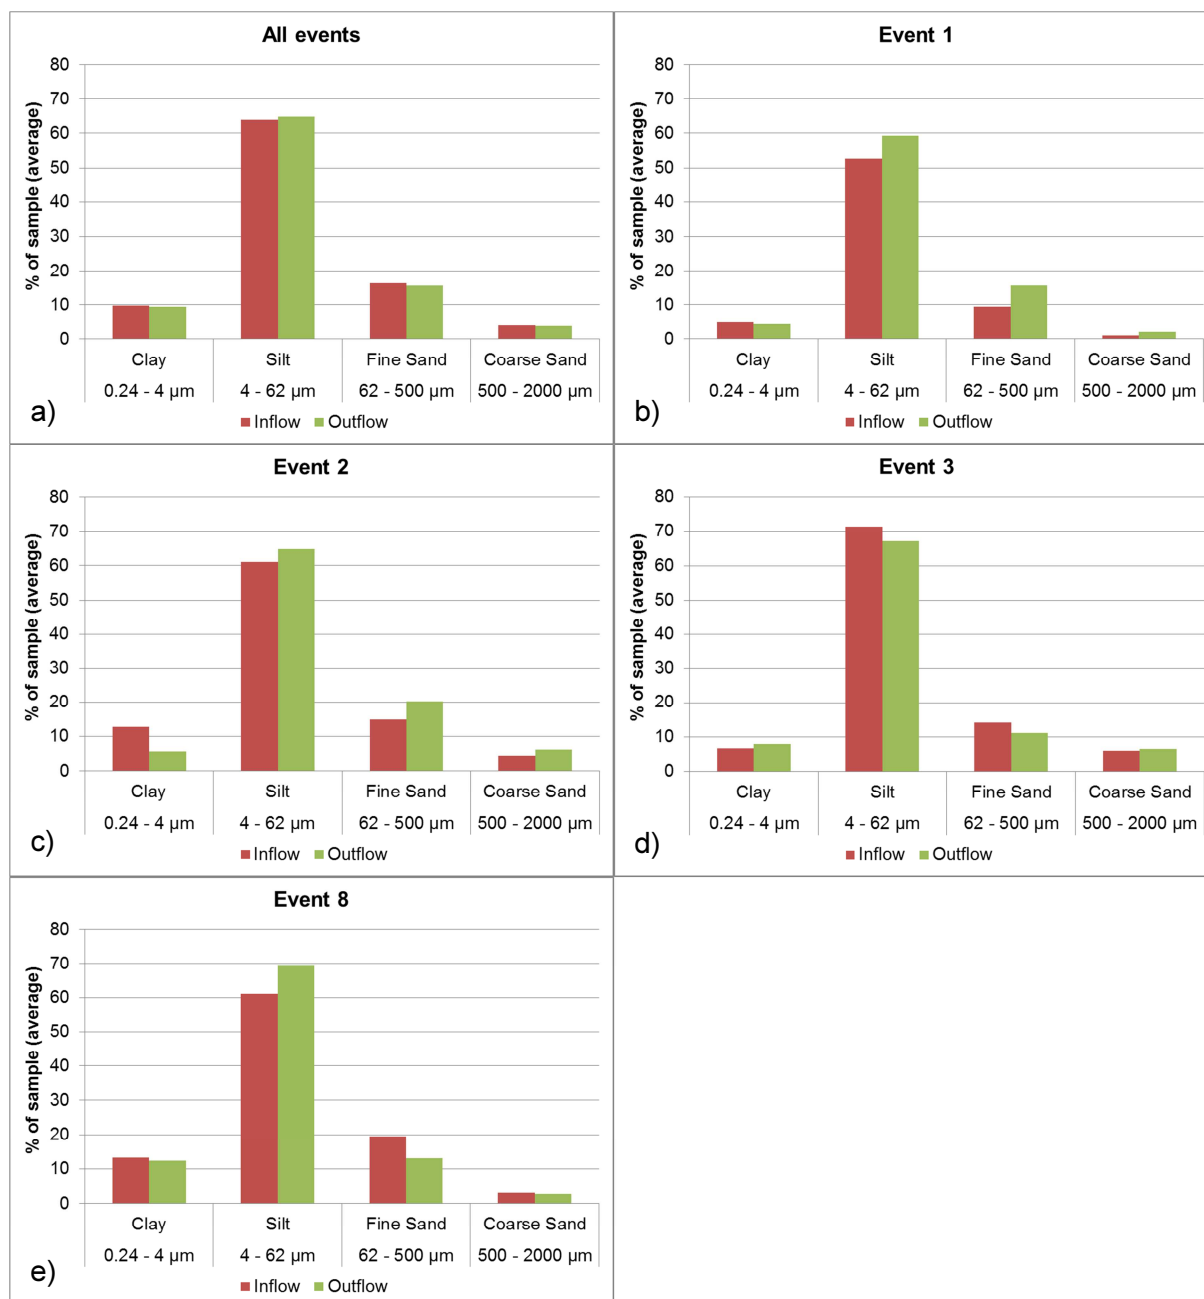 All events
% of sample (average)
80
70
60
50
40
30
20
10
0
Clay Silt Fine Sand Coarse Sand
0.24 - 4 µm 4 - 62 µm 62 - 500 µm 500 - 2000 µm
a)
Inflow Outflow
Event 1
% of sample (average)
80
70
60
50
40
30
20
10
0
Clay Silt Fine Sand Coarse Sand
0.24 - 4 µm 4 - 62 µm 62 - 500 µm 500 - 2000 µm
b)
Inflow Outflow
Event 2
% of sample (average)
80
70
60
50
40
30
20
10
0
Clay Silt Fine Sand Coarse Sand
0.24 - 4 µm 4 - 62 µm 62 - 500 µm 500 - 2000 µm
c)
Inflow Outflow
Event 3
% of sample (average)
80
70
60
50
40
30
20
10
0
Clay Silt Fine Sand Coarse Sand
0.24 - 4 µm 4 - 62 µm 62 - 500 µm 500 - 2000 µm
d)
Inflow Outflow
Event 8
% of sample (average)
80
70
60
50
40
30
20
10
0
Clay Silt Fine Sand Coarse Sand
0.24 - 4 µm 4 - 62 µm 62 - 500 µm 500 - 2000 µm
e)
Inflow Outflow